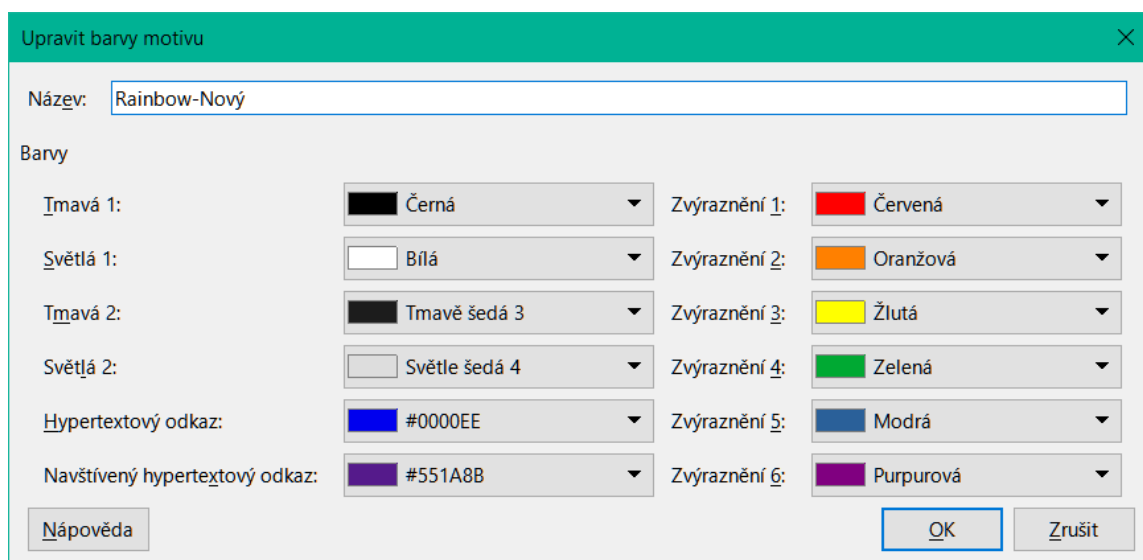 Upravit barvy motivu
Název: Rainbow-Nový
Barvy
Tmavá 1: Černá Zvýraznění 1: Červená
Světlá 1: Bílá Zvýraznění 2: Oranžová
Tmavá 2: Tmavě šedá 3 Zvýraznění 3: Žlutá
Světlá 2: Světle šedá 4 Zvýraznění 4: Zelená
Hypertextový odkaz: #0000EE Zvýraznění 5: Modrá
Navštívený hypertextový odkaz: #551A8B Zvýraznění 6: Purpurová
Nápověda OK Zrušit